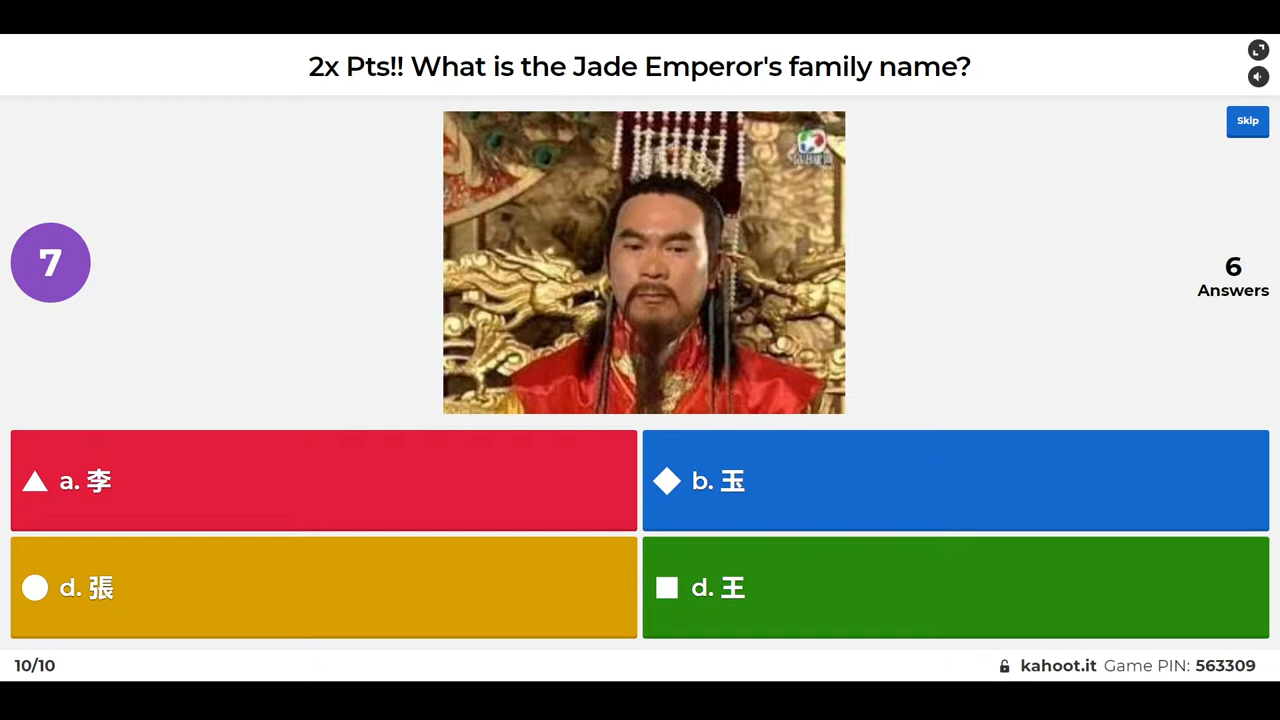 2x Pts!! What is the Jade Emperor's family name?
Skip
7
6
Answers
a. 李
b. 玉
d. 張
d. 王
10/10
kahoot.it Game PIN: 563309